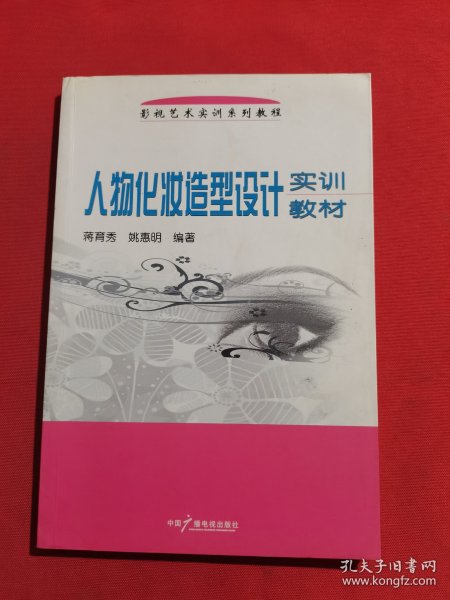 影视艺术实训系列教程
人物化妆造型设计 实训教材
蒋育秀 姚惠明 编著
中国广播电视出版社
孔夫子旧书网
www.kongfz.com